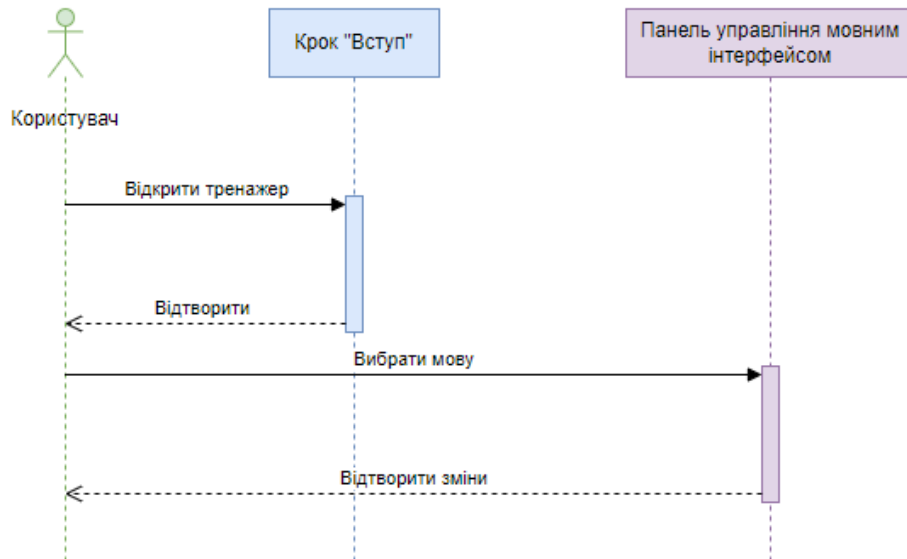 Крок "Вступ"
Панель управління мовним
інтерфейсом
Користувач
Відкрити тренажер
Відтворити
Вибрати мову
Відтворити зміни